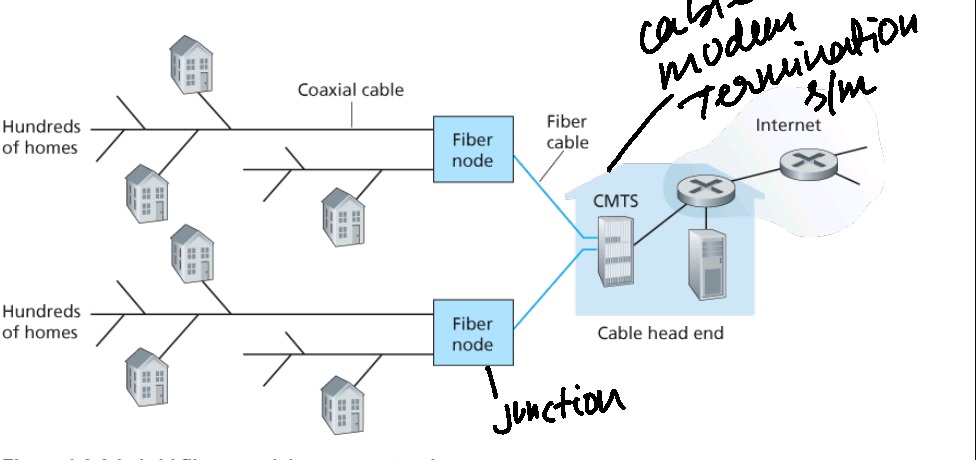 cable
modem
Termination
s/m
Coaxial cable
Hundreds
of homes
Fiber
node
Fiber
cable
Internet
CMTS
Hundreds
of homes
Fiber
node
Cable head end
junction